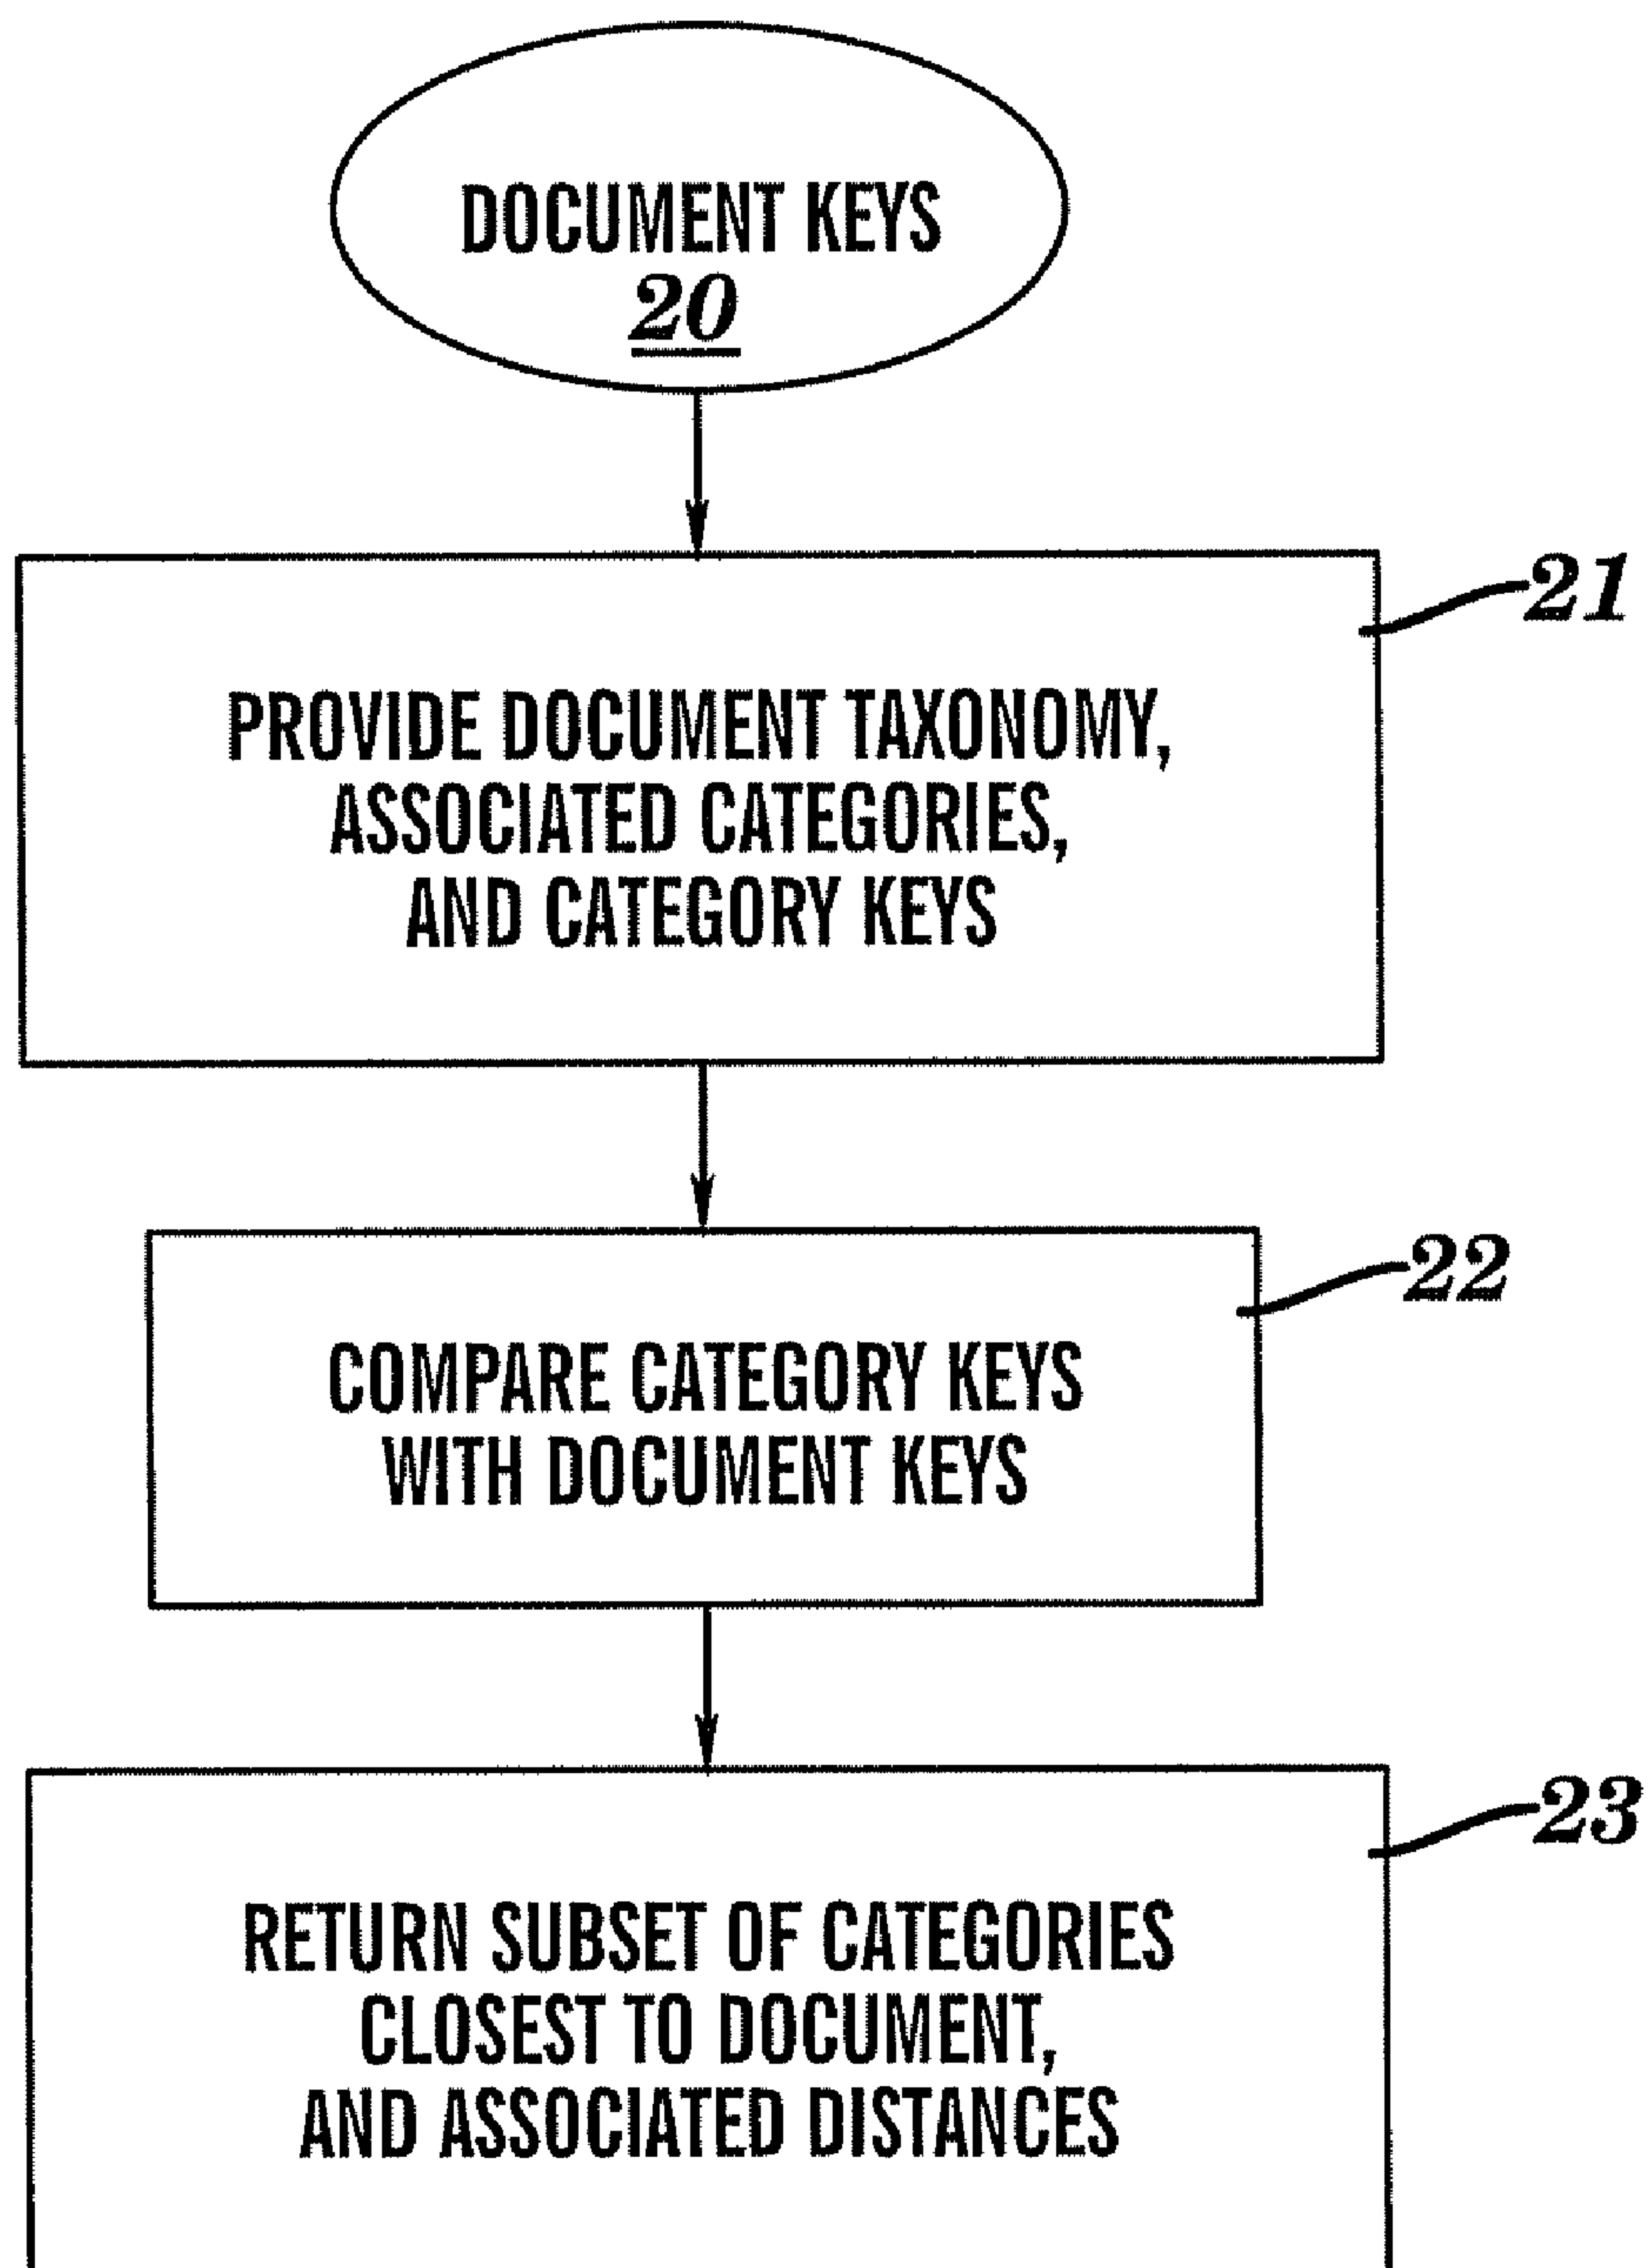 DOCUMENT KEYS
20
21
PROVIDE DOCUMENT TAXONOMY,
ASSOCIATED CATEGORIES,
AND CATEGORY KEYS
22
COMPARE CATEGORY KEYS
WITH DOCUMENT KEYS
23
RETURN SUBSET OF CATEGORIES
CLOSEST TO DOCUMENT,
AND ASSOCIATED DISTANCES